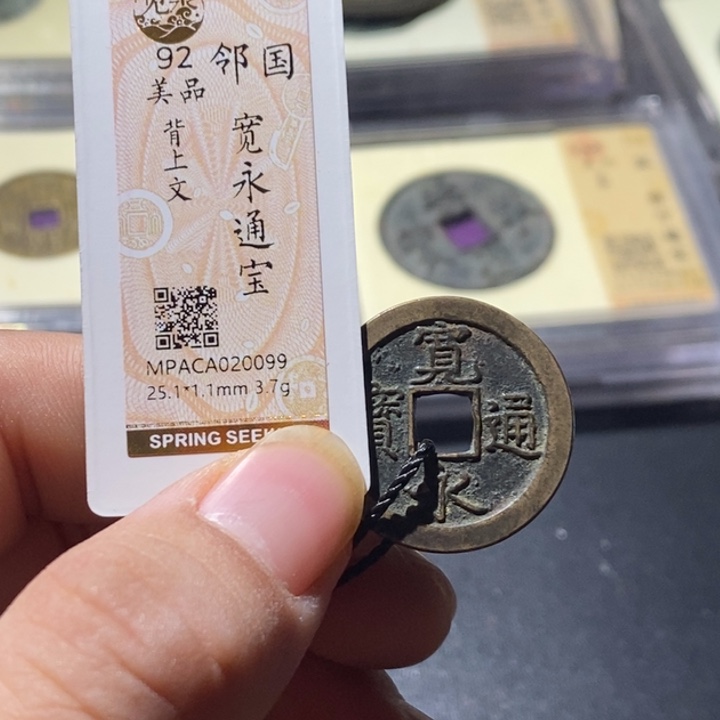 92 邻国
美品
宽永通宝
背上文
MPACA020099
25.1*1.1mm 3.7g
SPRING SEEK
寛
永
通
寳